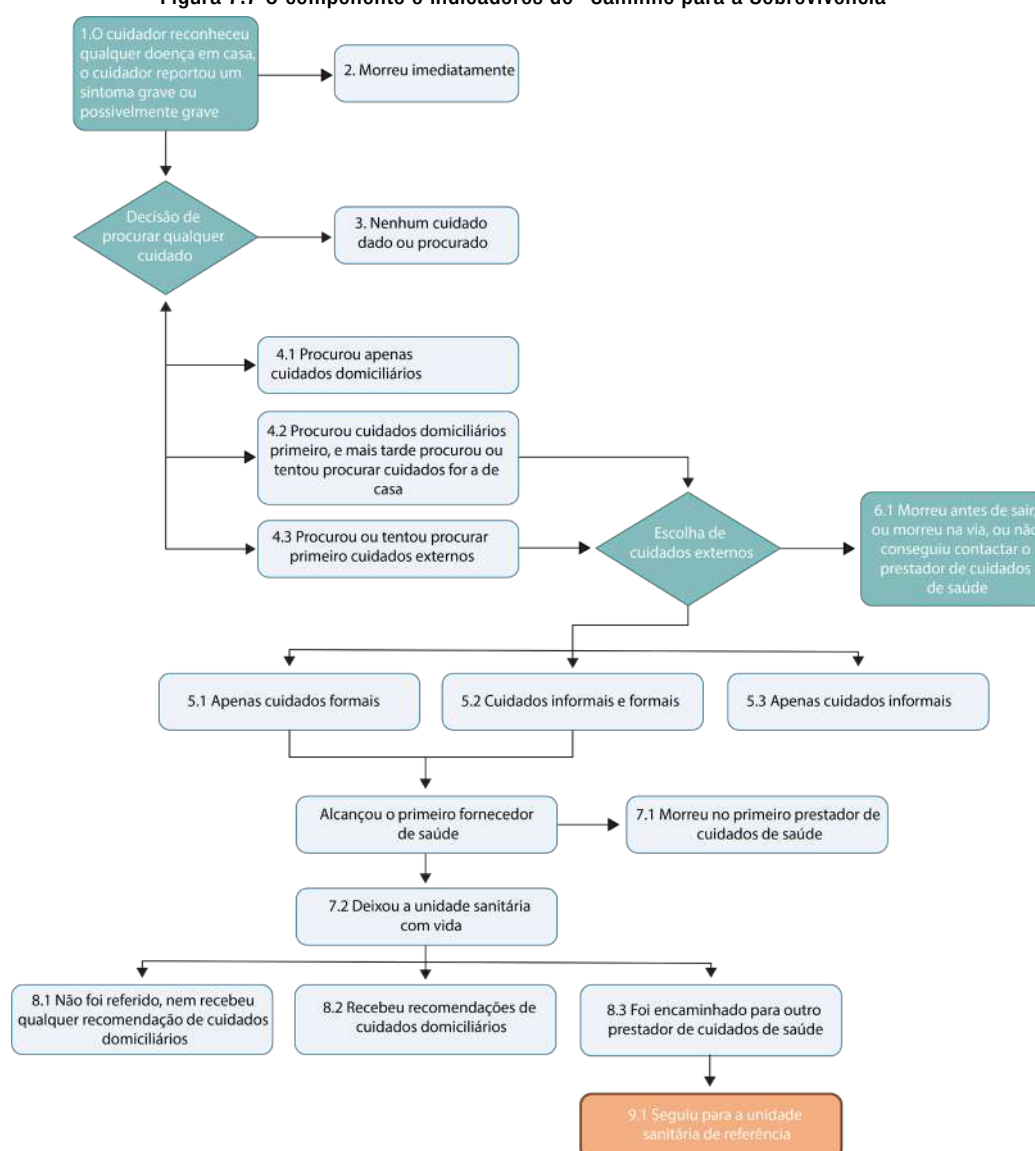 Figura 7.7 O componente e indicadores do "Caminho para a Sobrevivência"
1.O cuidador reconheceu
qualquer doença em casa,
o cuidador reportou um
sintoma grave ou
possivelmente grave
2. Morreu imediatamente
Decisão de
procurar qualquer
cuidado
3. Nenhum cuidado
dado ou procurado
4.1 Procurou apenas
cuidados domiciliários
4.2 Procurou cuidados domiciliários
primeiro, e mais tarde procurou ou
tentou procurar cuidados for a de
casa
4.3 Procurou ou tentou procurar
primeiro cuidados externos
Escolha de
cuidados externos
6.1 Morreu antes de sair,
ou morreu na via, ou não
conseguiu contactar o
prestador de cuidados
de saúde
5.1 Apenas cuidados formais
5.2 Cuidados informais e formais
5.3 Apenas cuidados informais
Alcançou o primeiro fornecedor
de saúde
7.1 Morreu no primeiro prestador de
cuidados de saúde
7.2 Deixou a unidade sanitária
com vida
8.1 Não foi referido, nem recebeu
qualquer recomendação de cuidados
domiciliários
8.2 Recebeu recomendações de
cuidados domiciliários
8.3 Foi encaminhado para outro
prestador de cuidados de saúde
9.1 Seguiu para a unidade
sanitária de referência